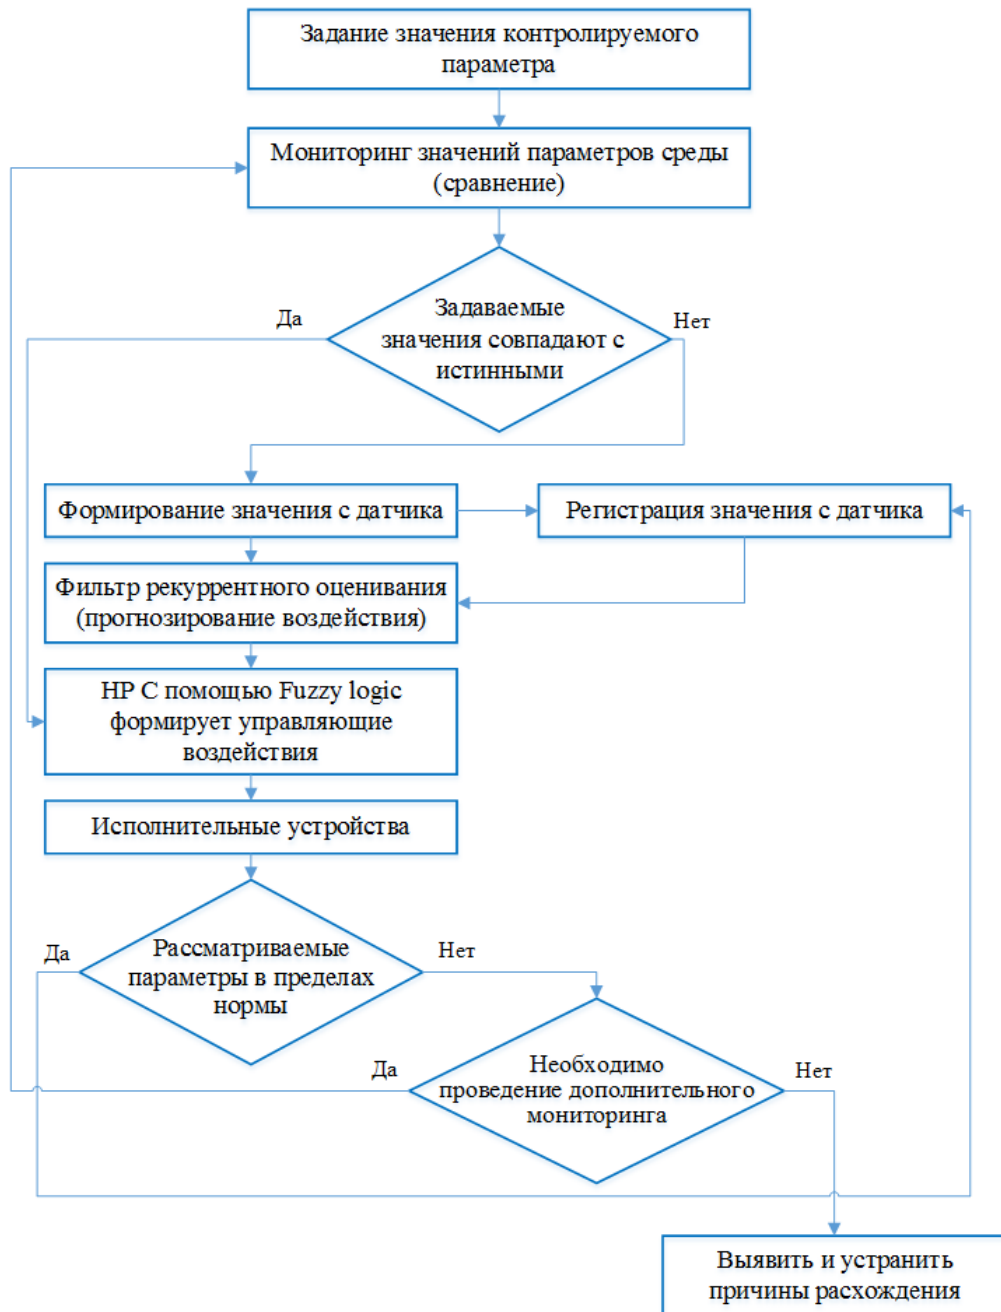 Задание значения контролируемого
параметра
Мониторинг значений параметров среды
(сравнение)
Задаваемые
значения совпадают с
истинными
Да
Нет
Формирование значения с датчика
Регистрация значения с датчика
Фильтр рекуррентного оценивания
(прогнозирование воздействия)
НР С помощью Fuzzy logic
формирует управляющие
воздействия
Исполнительные устройства
Рассматриваемые
параметры в пределах
нормы
Да
Нет
Необходимо
проведение дополнительного
мониторинга
Да
Нет
Выявить и устранить
причины расхождения